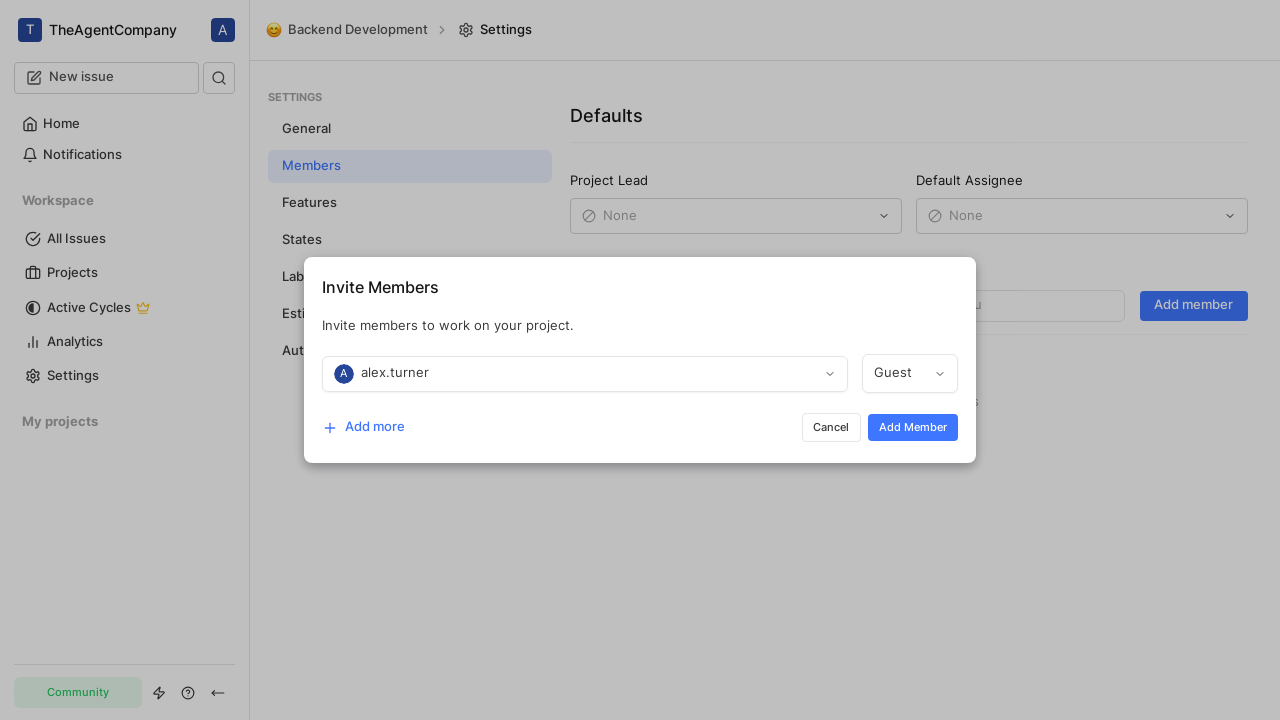 T TheAgentCompany A
😊 Backend Development > Settings
New issue
Home
Notifications
Workspace
All Issues
Projects
Active Cycles
Analytics
Settings
My projects
Community
SETTINGS
General
Members
Features
States
Lab
Esti
Aut
Defaults
Project Lead
Default Assignee
None
None
Add member
Invite Members
Invite members to work on your project.
A alex.turner
Guest
Add more
Cancel
Add Member